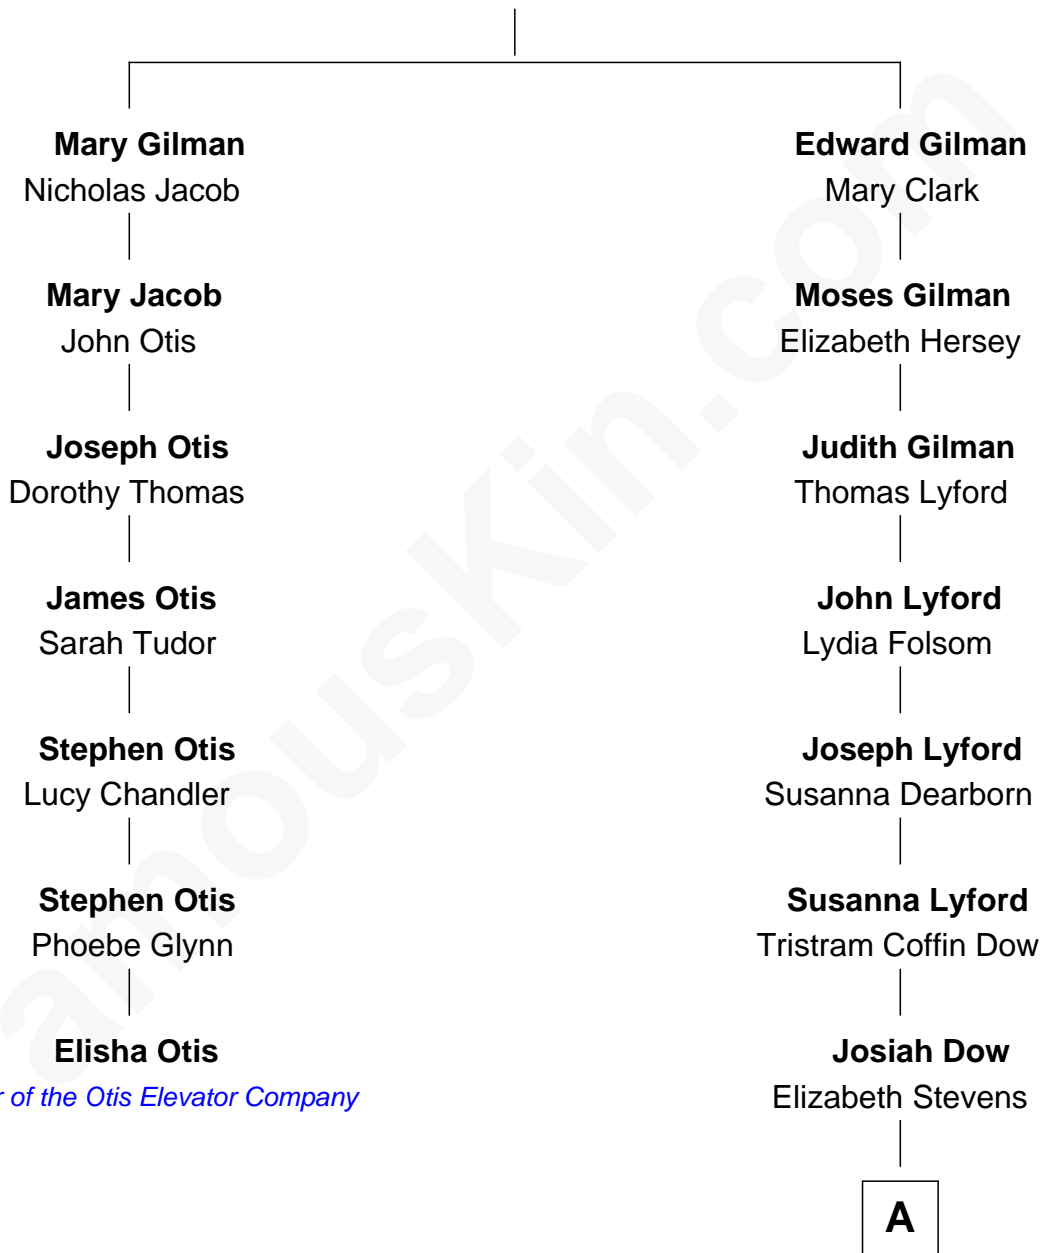 Mary Gilman
Nicholas Jacob
Mary Jacob
John Otis
Joseph Otis
Dorothy Thomas
James Otis
Sarah Tudor
Stephen Otis
Lucy Chandler
Stephen Otis
Phoebe Glynn
Elisha Otis
r of the Otis Elevator Company
Edward Gilman
Mary Clark
Moses Gilman
Elizabeth Hersey
Judith Gilman
Thomas Lyford
John Lyford
Lydia Folsom
Joseph Lyford
Susanna Dearborn
Susanna Lyford
Tristram Coffin Dow
Josiah Dow
Elizabeth Stevens
A
amouskin.com